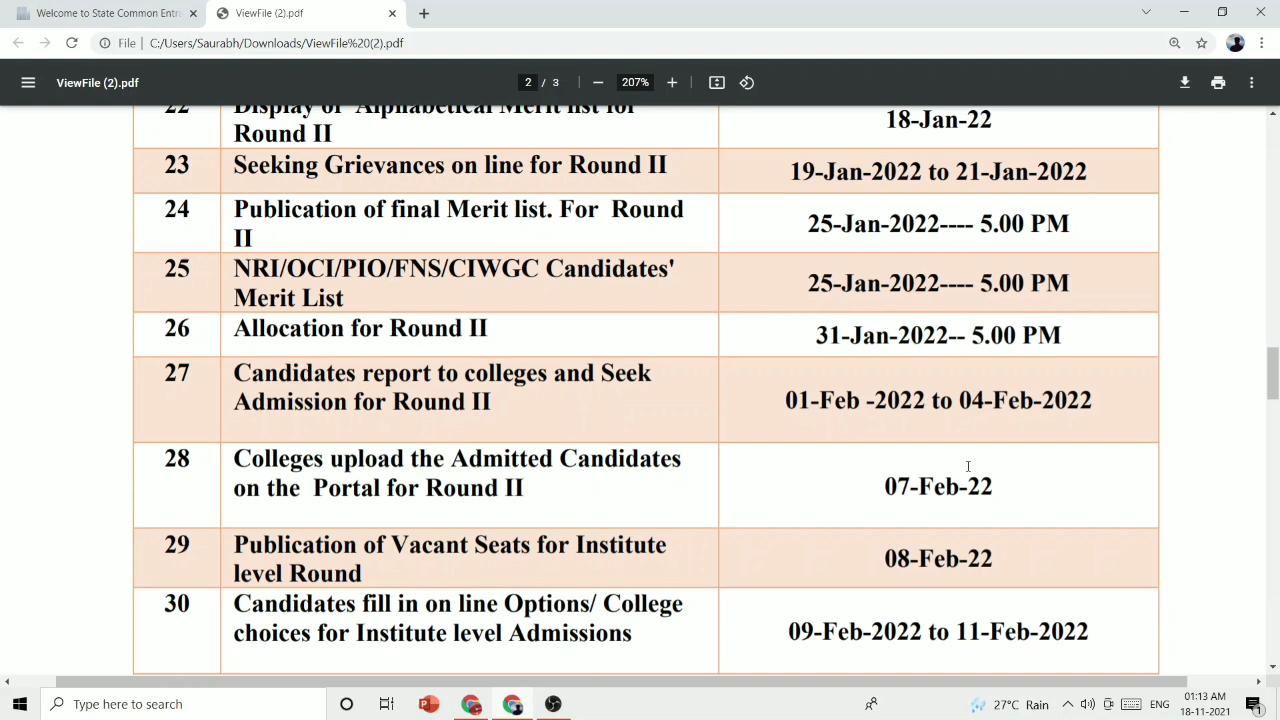 Welcome to State Common Entr
ViewFile (2).pdf
File | C:/Users/Saurabh/Downloads/ViewFile%20(2).pdf
ViewFile (2).pdf
2 / 3
207%
22 Display of Alphabetical Merit list for 18-Jan-22
Round II
23 Seeking Grievances on line for Round II 19-Jan-2022 to 21-Jan-2022
24 Publication of final Merit list. For Round 25-Jan-2022---- 5.00 PM
II
25 NRI/OCI/PIO/FNS/CIWGC Candidates' 25-Jan-2022---- 5.00 PM
Merit List
26 Allocation for Round II 31-Jan-2022-- 5.00 PM
27 Candidates report to colleges and Seek 01-Feb -2022 to 04-Feb-2022
Admission for Round II
28 Colleges upload the Admitted Candidates 07-Feb-22
on the Portal for Round II
29 Publication of Vacant Seats for Institute 08-Feb-22
level Round
30 Candidates fill in on line Options/ College 09-Feb-2022 to 11-Feb-2022
choices for Institute level Admissions
Type here to search
27°C Rain
ENG
01:13 AM
18-11-2021
1